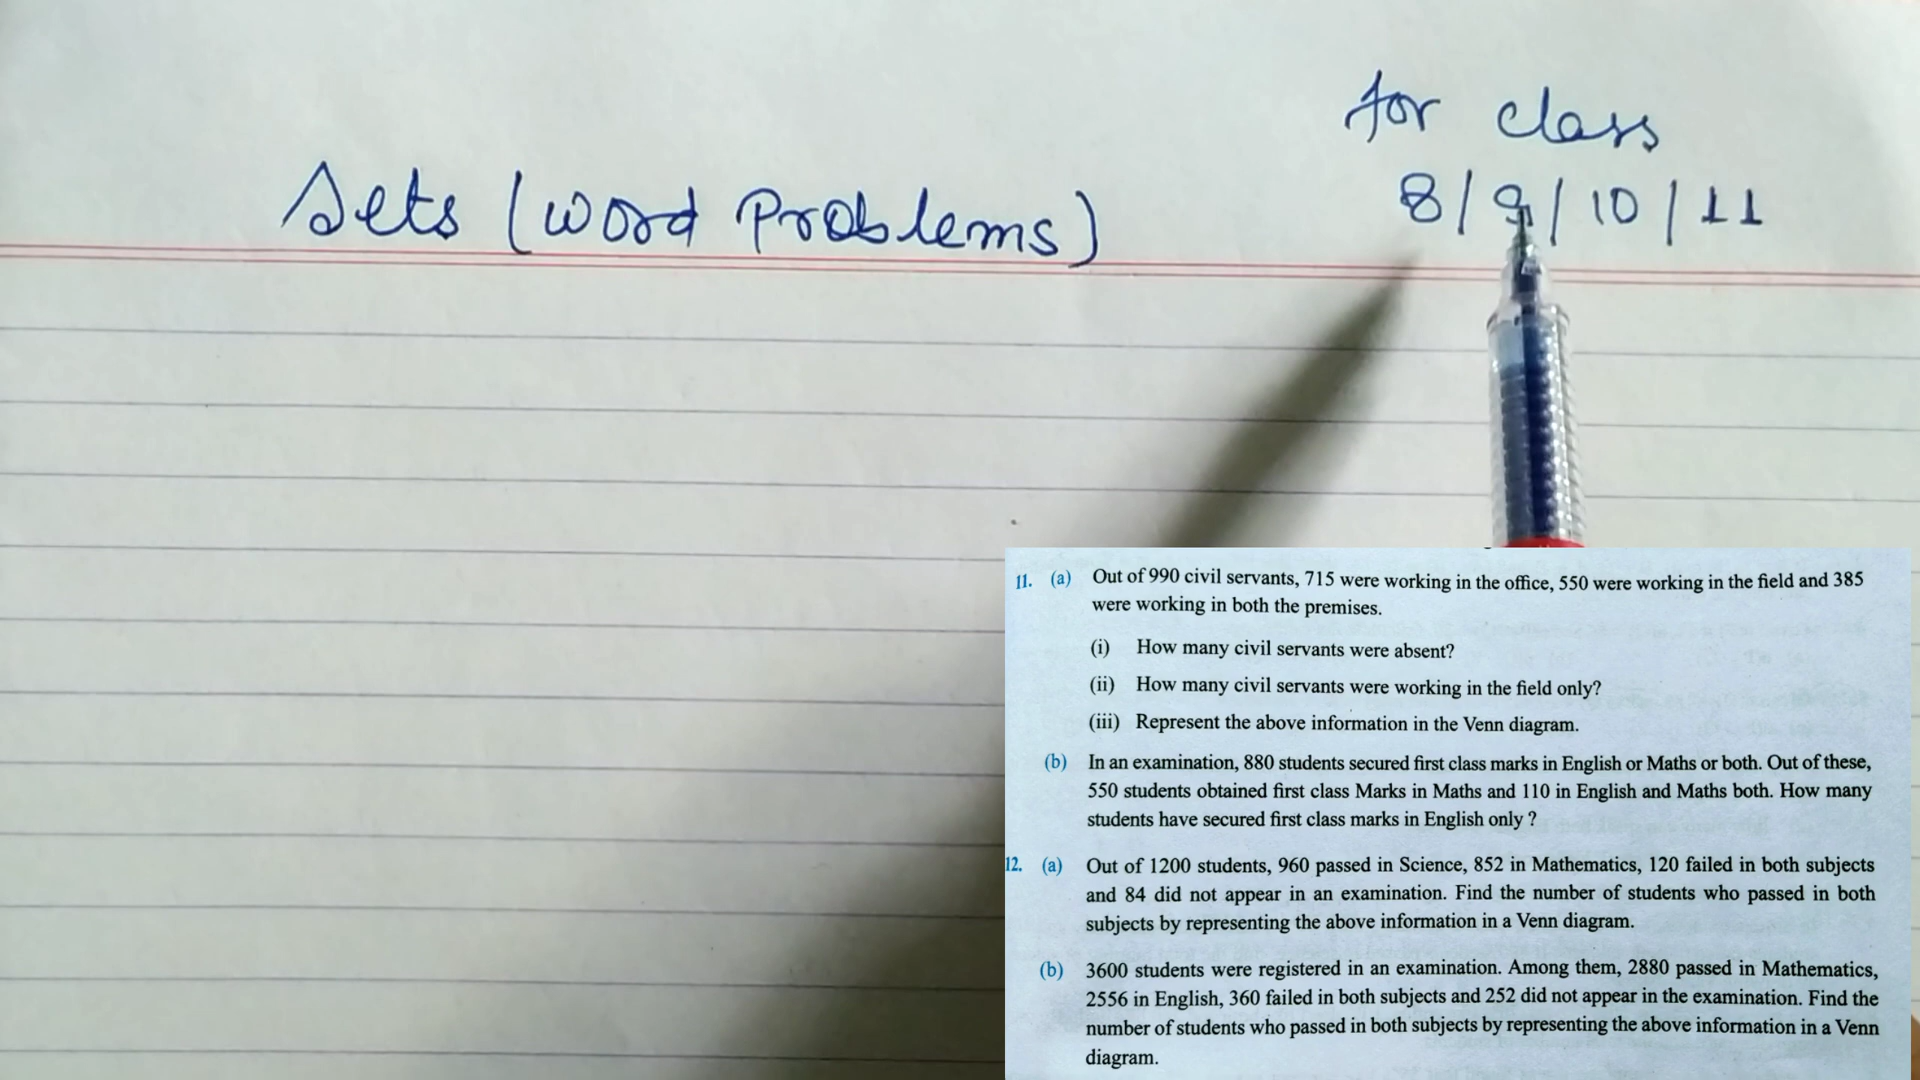 for class
Sets (Word Problems)
8/9/10/11
11. (a) Out of 990 civil servants, 715 were working in the office, 550 were working in the field and 385
were working in both the premises.
(i) How many civil servants were absent?
(ii) How many civil servants were working in the field only?
(iii) Represent the above information in the Venn diagram.
(b) In an examination, 880 students secured first class marks in English or Maths or both. Out of these,
550 students obtained first class Marks in Maths and 110 in English and Maths both. How many
students have secured first class marks in English only ?
12. (a) Out of 1200 students, 960 passed in Science, 852 in Mathematics, 120 failed in both subjects
and 84 did not appear in an examination. Find the number of students who passed in both
subjects by representing the above information in a Venn diagram.
(b) 3600 students were registered in an examination. Among them, 2880 passed in Mathematics,
2556 in English, 360 failed in both subjects and 252 did not appear in the examination. Find the
number of students who passed in both subjects by representing the above information in a Venn
diagram.